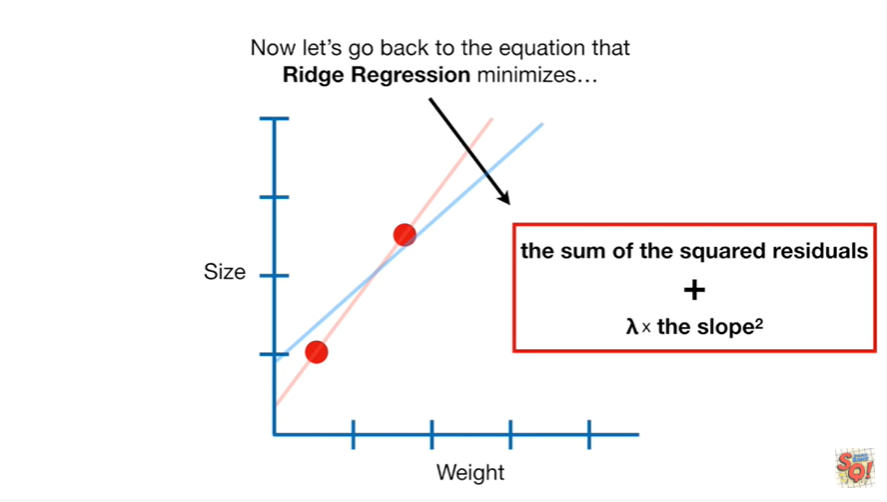 Now let's go back to the equation that
Ridge Regression minimizes…
the sum of the squared residuals
+
λ × the slope²
Size
Weight
SQ!